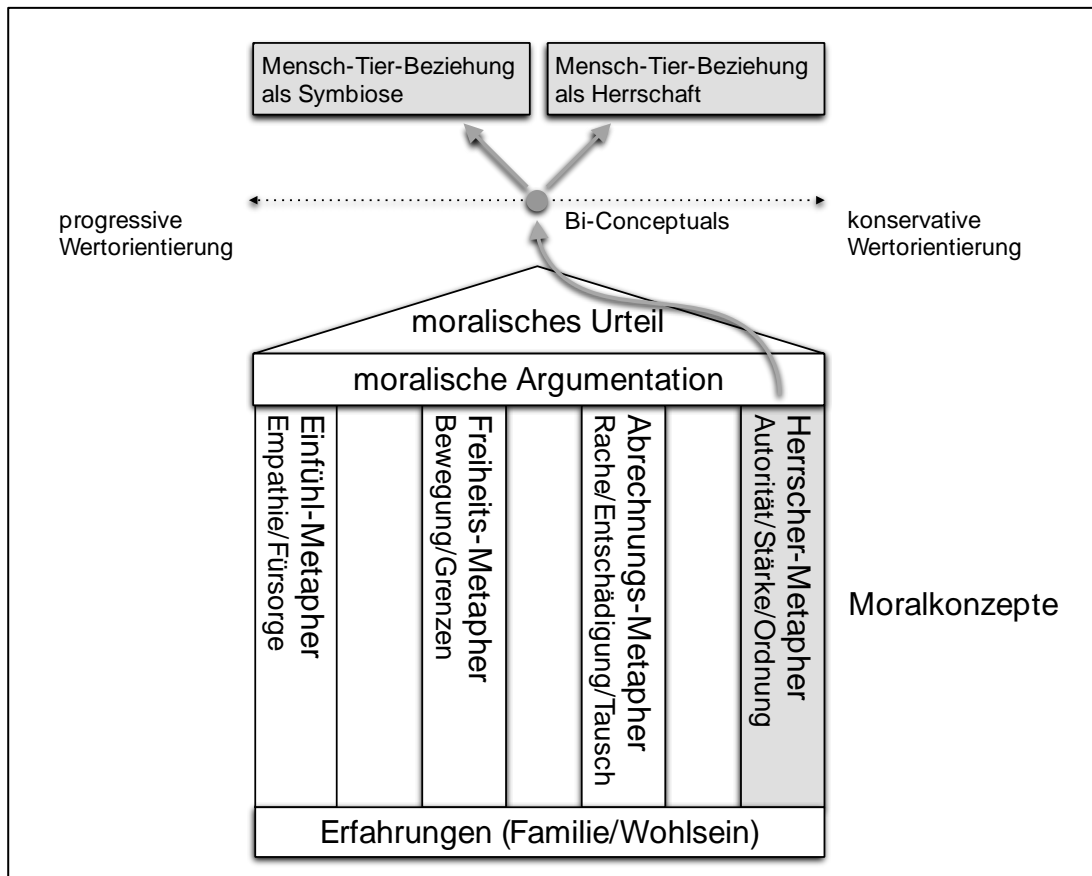 Mensch-Tier-Beziehung
als Symbiose
Mensch-Tier-Beziehung
als Herrschaft
progressive
Wertorientierung
Bi-Conceptuals
konservative
Wertorientierung
moralisches Urteil
moralische Argumentation
Einfühl-Metapher
Empathie/Fürsorge
Freiheits-Metapher
Bewegung/Grenzen
Abrechnungs-Metapher
Rache/Entschädigung/Tausch
Herrscher-Metapher
Autorität/Stärke/Ordnung
Moralkonzepte
Erfahrungen (Familie/Wohlsein)